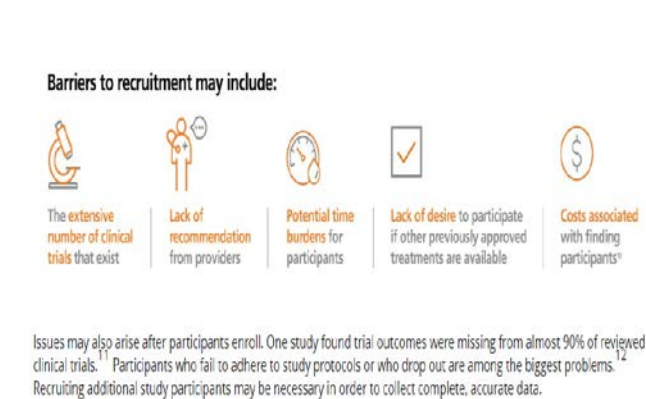 Barriers to recruitment may include:
The extensive
number of clinical
trials that exist
Lack of
recommendation
from providers
Potential time
burdens for
participants
Lack of desire to participate
if other previously approved
treatments are available
Costs associated
with finding
participants
Issues may also arise after participants enroll. One study found trial outcomes were missing from almost 90% of reviewed
clinical trials.¹¹ Participants who fail to adhere to study protocols or who drop out are among the biggest problems.¹²
Recruiting additional study participants may be necessary in order to collect complete, accurate data.